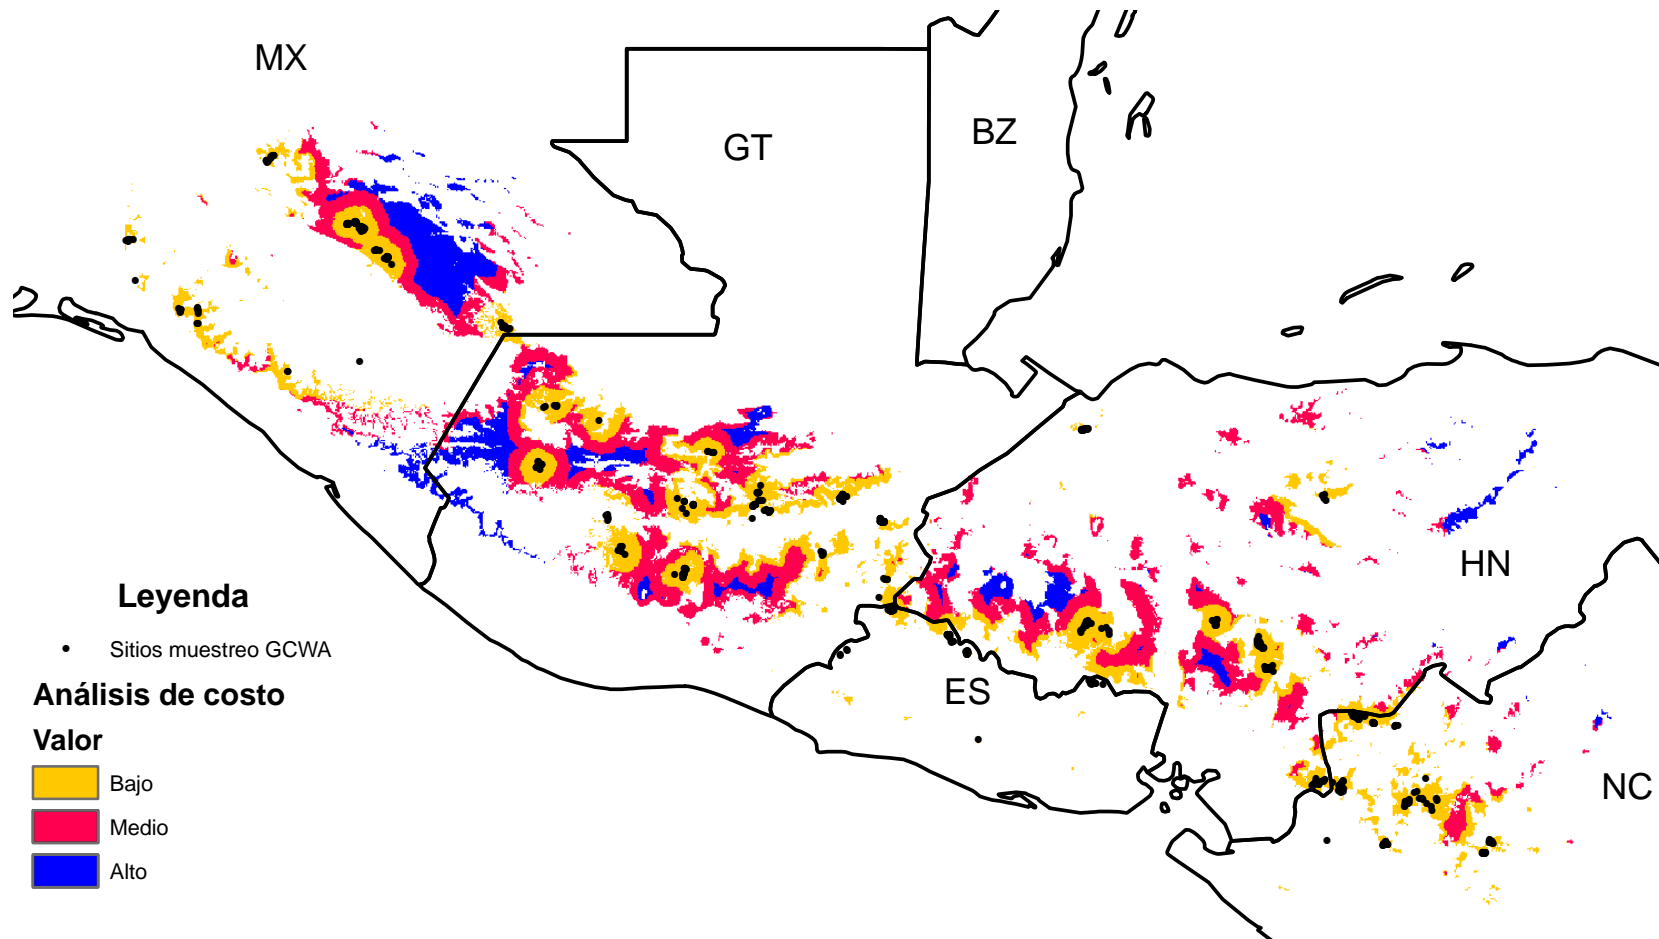 MX
GT
BZ
HN
ES
NC
Leyenda
Sitios muestreo GCWA
Análisis de costo
Valor
Bajo
Medio
Alto